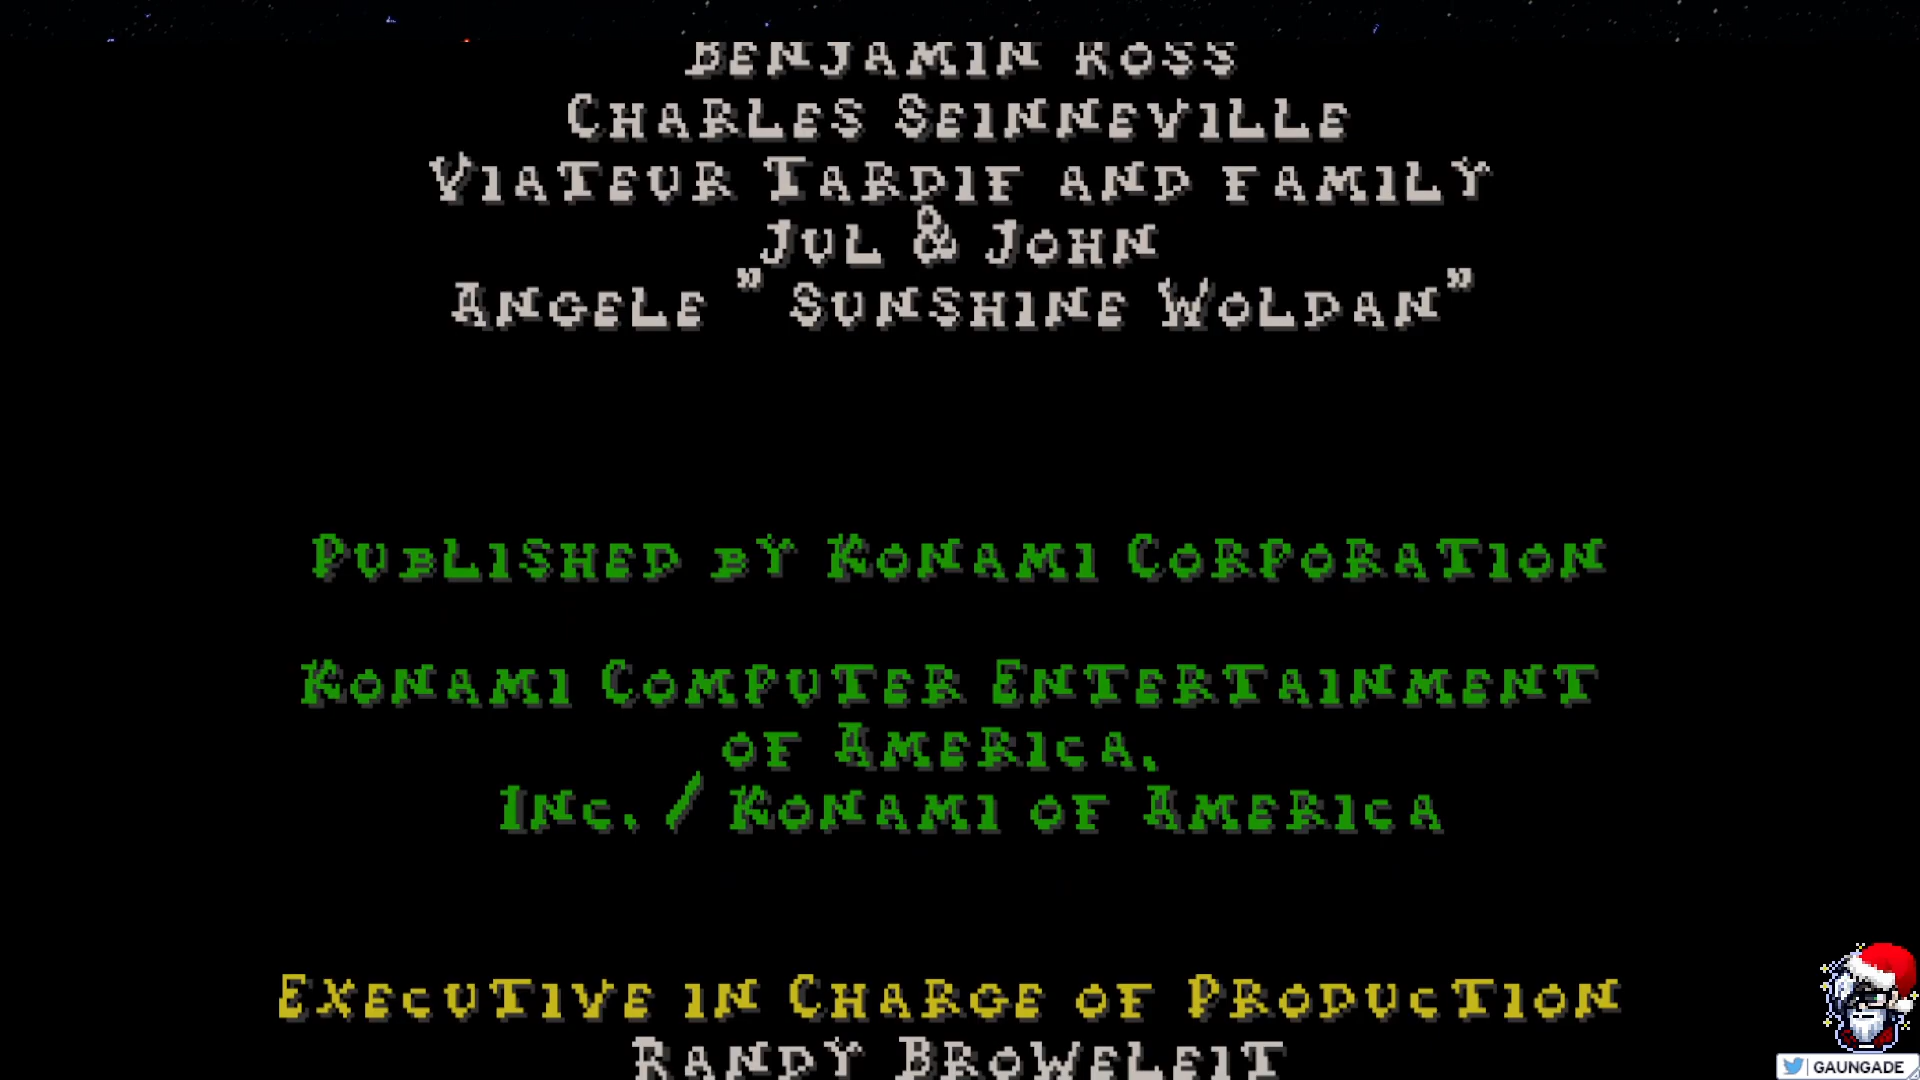 Benjamin Ross
Charles Seinneville
Viateur Tardif and family
Jul & John
Angele "Sunshine Woldan"
Published by Konami Corporation
Konami Computer Entertainment
of America,
Inc. / Konami of America
Executive in Charge of Production
Randy Broweleit
GAUNGADE